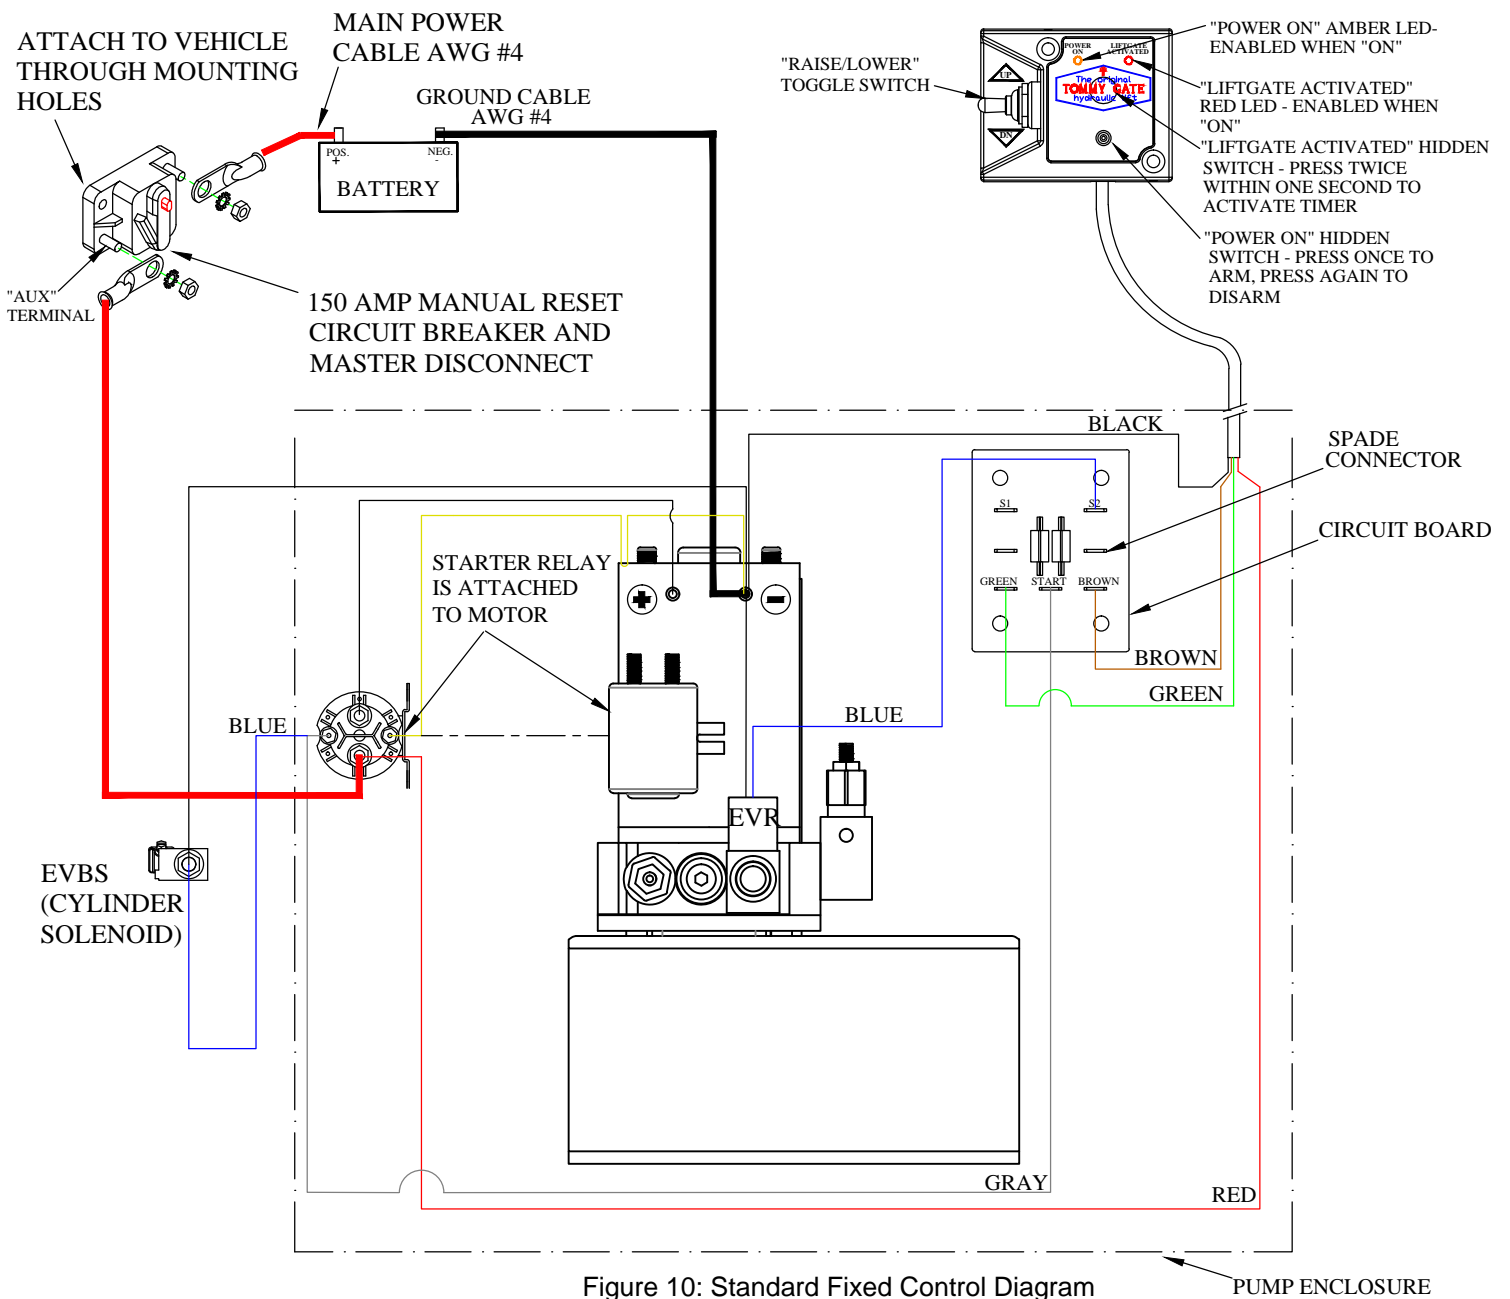 ATTACH TO VEHICLE
THROUGH MOUNTING
HOLES
MAIN POWER
CABLE AWG #4
GROUND CABLE
AWG #4
POS.
+
NEG.
-
BATTERY
"AUX"
TERMINAL
150 AMP MANUAL RESET
CIRCUIT BREAKER AND
MASTER DISCONNECT
"RAISE/LOWER"
TOGGLE SWITCH
UP
DN
POWER
ON
LIFTGATE
ACTIVATED
The original
TOMMY GATE
hydraulic lift
"POWER ON" AMBER LED-
ENABLED WHEN "ON"
"LIFTGATE ACTIVATED"
RED LED - ENABLED WHEN
"ON"
"LIFTGATE ACTIVATED" HIDDEN
SWITCH - PRESS TWICE
WITHIN ONE SECOND TO
ACTIVATE TIMER
"POWER ON" HIDDEN
SWITCH - PRESS ONCE TO
ARM, PRESS AGAIN TO
DISARM
BLACK
SPADE
CONNECTOR
S1
S2
CIRCUIT BOARD
GREEN
START
BROWN
BROWN
GREEN
STARTER RELAY
IS ATTACHED
TO MOTOR
+
-
BLUE
BLUE
EVR
EVBS
(CYLINDER
SOLENOID)
GRAY
RED
Figure 10: Standard Fixed Control Diagram
PUMP ENCLOSURE